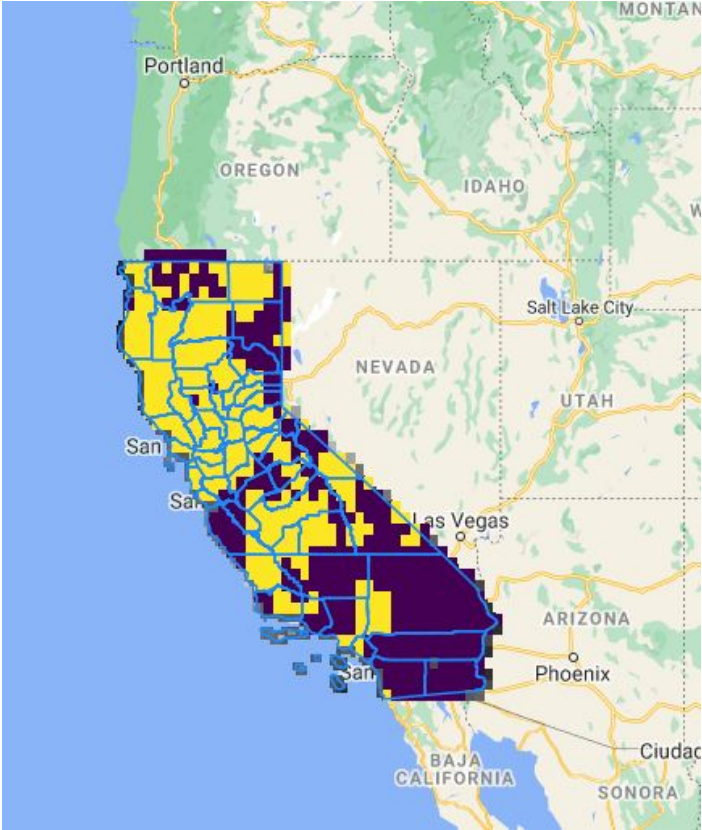 MONTAN
Portland
OREGON
IDAHO
W
Salt Lake City
NEVADA
UTAH
San
San
Las Vegas
ARIZONA
Phoenix
San
Ciudad
BAJA
CALIFORNIA
SONORA